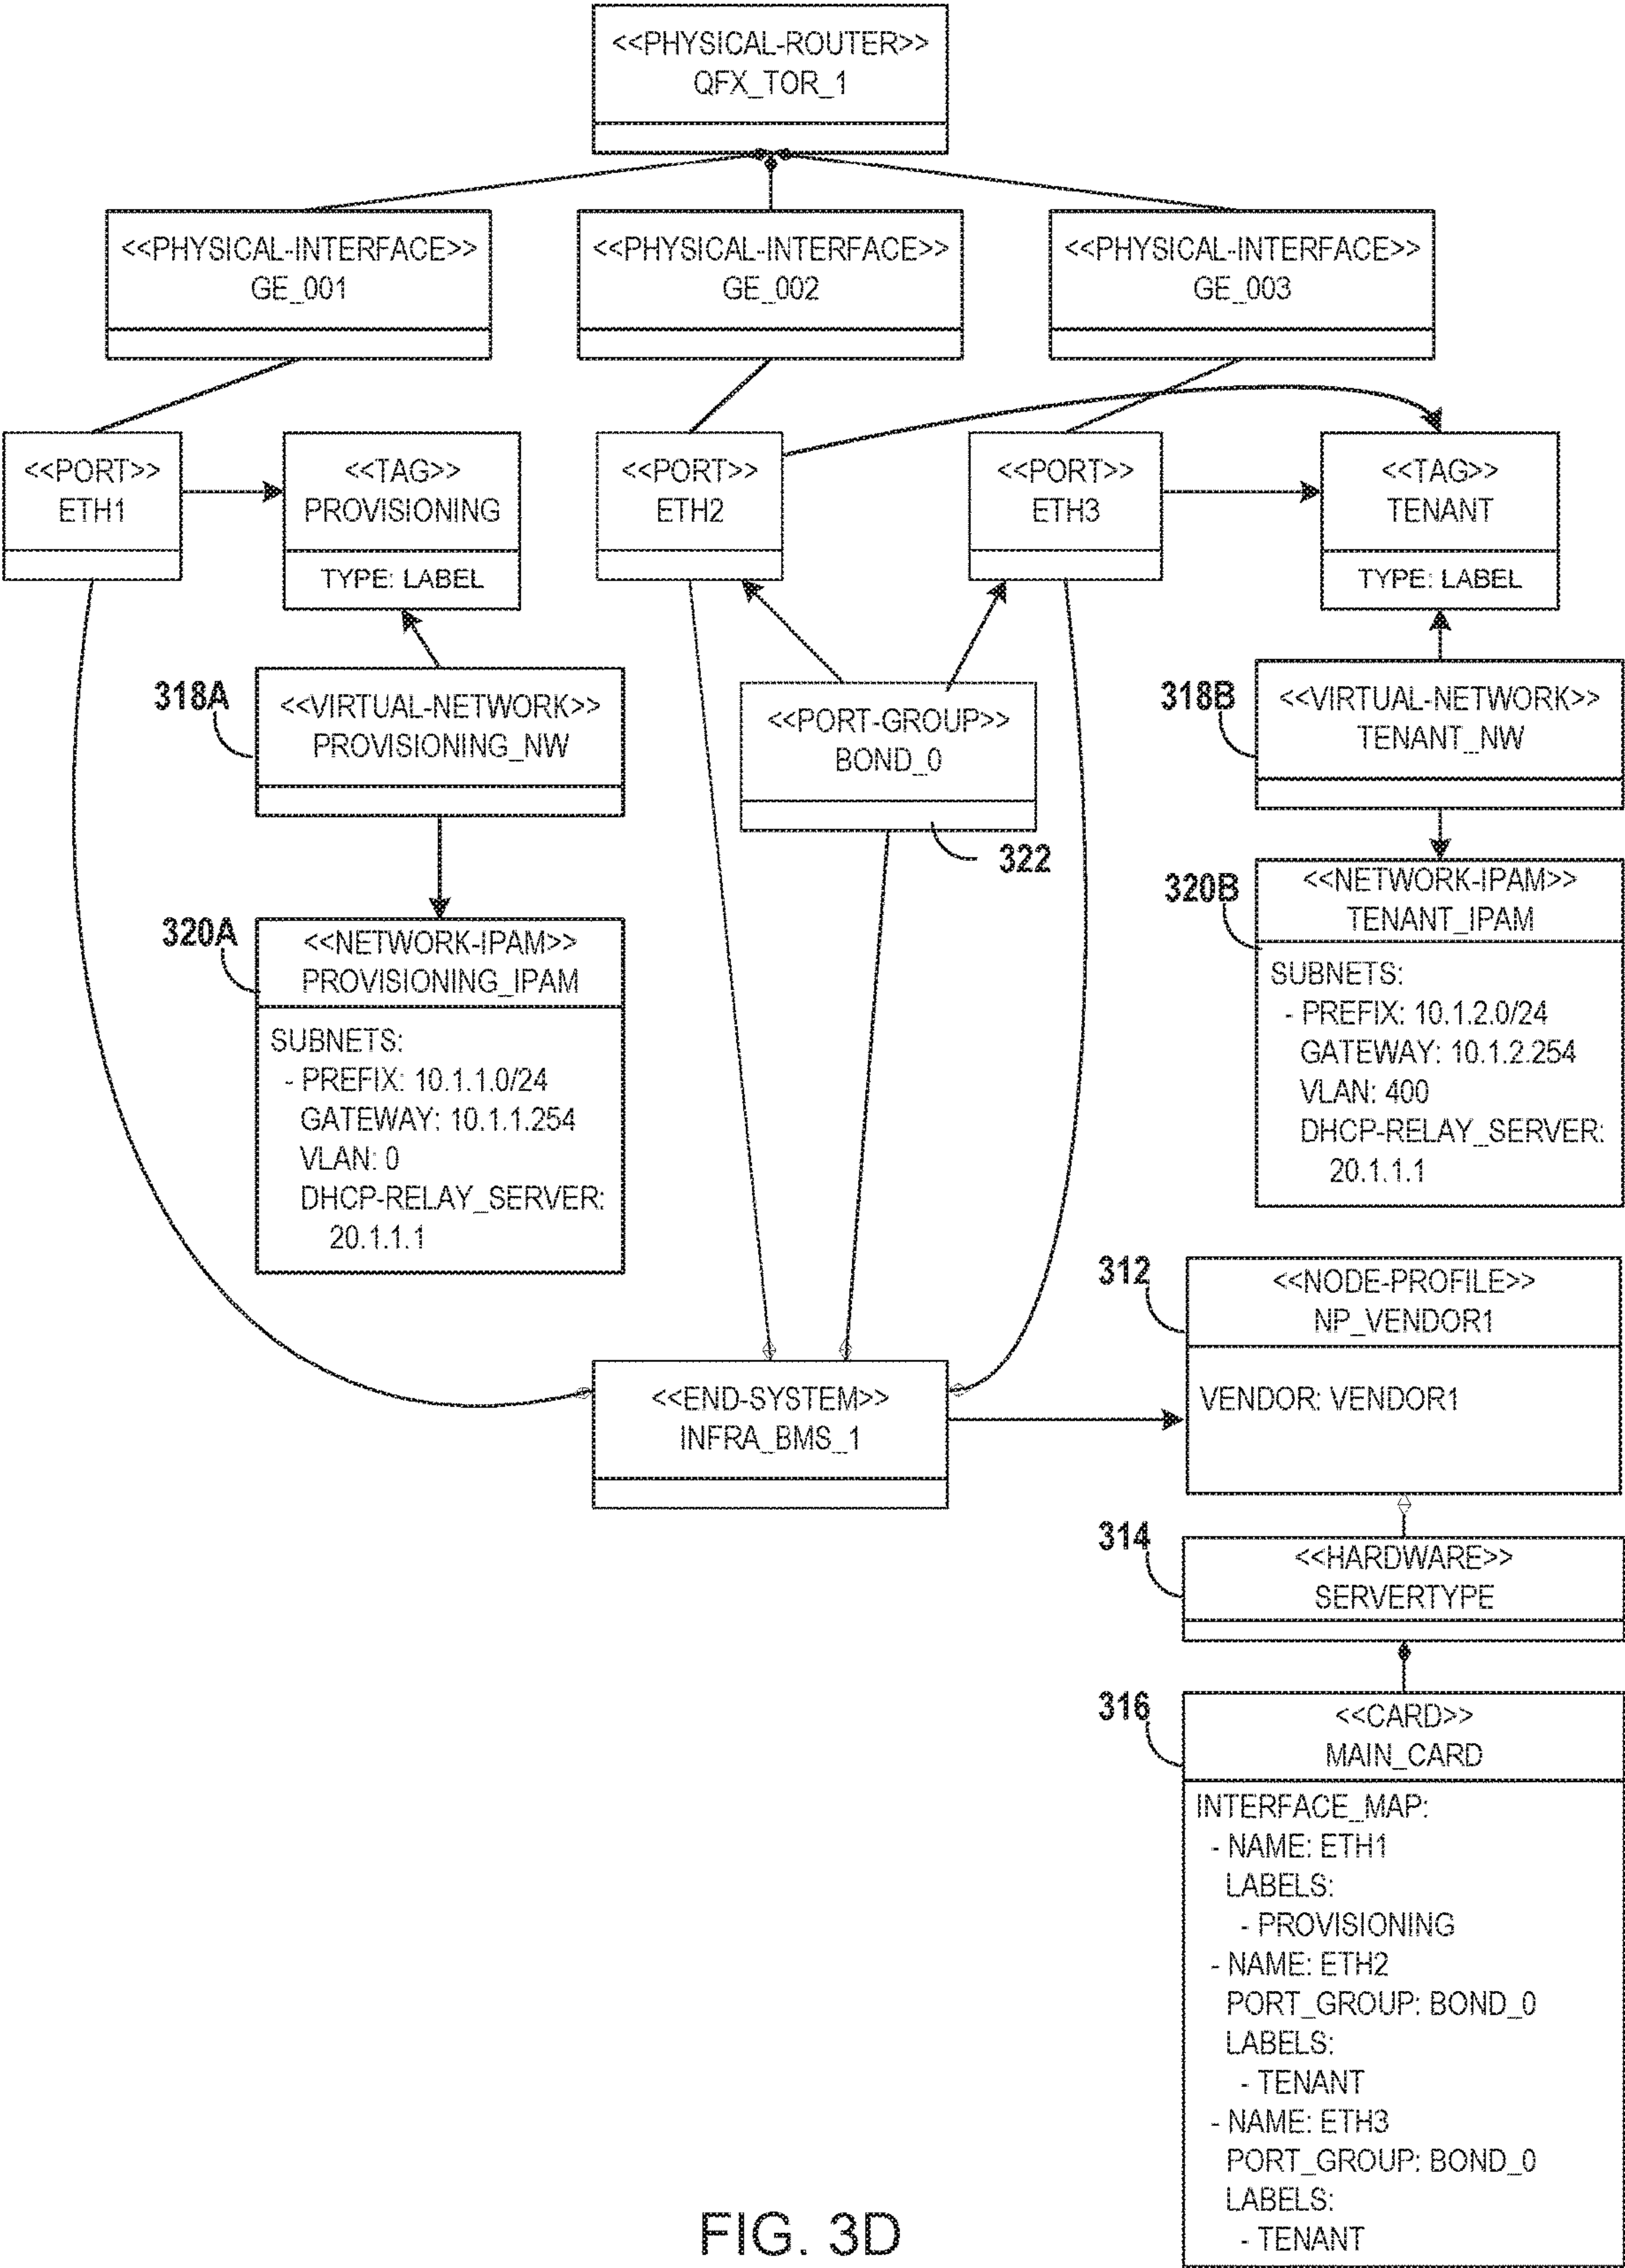 <<PHYSICAL-ROUTER>>
QFX_TOR_1
<<PHYSICAL-INTERFACE>>
GE_001
<<PHYSICAL-INTERFACE>>
GE_002
<<PHYSICAL-INTERFACE>>
GE_003
<<PORT>>
ETH1
<<TAG>>
PROVISIONING
TYPE: LABEL
<<PORT>>
ETH2
<<PORT>>
ETH3
<<TAG>>
TENANT
TYPE: LABEL
318A
<<VIRTUAL-NETWORK>>
PROVISIONING_NW
<<PORT-GROUP>>
BOND_0
322
318B
<<VIRTUAL-NETWORK>>
TENANT_NW
320A
<<NETWORK-IPAM>>
PROVISIONING_IPAM
SUBNETS:
- PREFIX: 10.1.1.0/24
GATEWAY: 10.1.1.254
VLAN: 0
DHCP-RELAY_SERVER:
20.1.1.1
320B
<<NETWORK-IPAM>>
TENANT_IPAM
SUBNETS:
- PREFIX: 10.1.2.0/24
GATEWAY: 10.1.2.254
VLAN: 400
DHCP-RELAY_SERVER:
20.1.1.1
<<END-SYSTEM>>
INFRA_BMS_1
312
<<NODE-PROFILE>>
NP_VENDOR1
VENDOR: VENDOR1
314
<<HARDWARE>>
SERVERTYPE
316
<<CARD>>
MAIN_CARD
INTERFACE_MAP:
- NAME: ETH1
LABELS:
- PROVISIONING
- NAME: ETH2
PORT_GROUP: BOND_0
LABELS:
- TENANT
- NAME: ETH3
PORT_GROUP: BOND_0
LABELS:
- TENANT
FIG. 3D